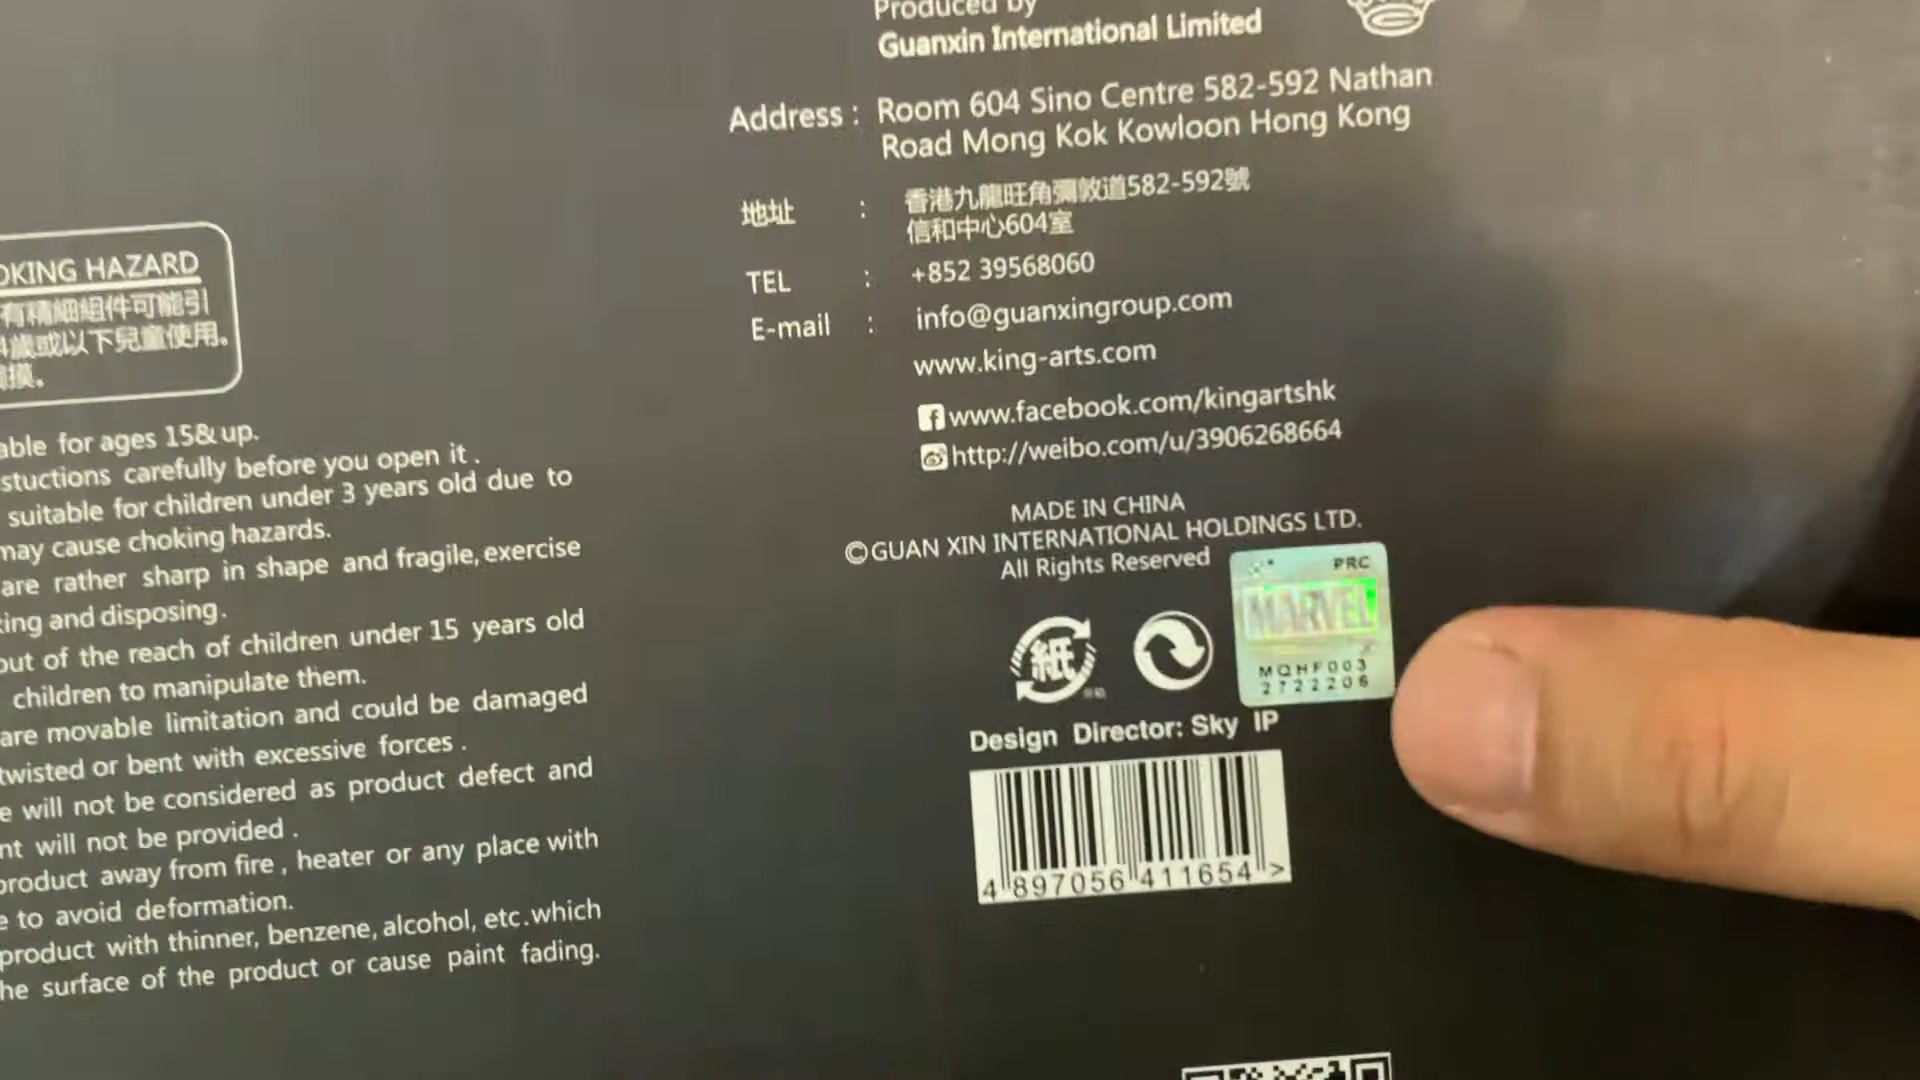 Produced by
Guanxin International Limited
Address : Room 604 Sino Centre 582-592 Nathan
Road Mong Kok Kowloon Hong Kong
地址 : 香港九龍旺角彌敦道582-592號
信和中心604室
TEL : +852 39568060
E-mail : info@guanxingroup.com
www.king-arts.com
www.facebook.com/kingartshk
http://weibo.com/u/3906268664
MADE IN CHINA
©GUAN XIN INTERNATIONAL HOLDINGS LTD.
All Rights Reserved
PRC
MARVEL
MQHF003
2722206
紙
Design Director: Sky IP
4 897056 411654 >
OKING HAZARD
有精細組件可能引
歲或以下兒童使用。
摸。
able for ages 15& up.
stuctions carefully before you open it .
suitable for children under 3 years old due to
may cause choking hazards.
are rather sharp in shape and fragile, exercise
king and disposing.
out of the reach of children under 15 years old
children to manipulate them.
are movable limitation and could be damaged
twisted or bent with excessive forces .
e will not be considered as product defect and
nt will not be provided .
product away from fire , heater or any place with
e to avoid deformation.
product with thinner, benzene, alcohol, etc.which
he surface of the product or cause paint fading.